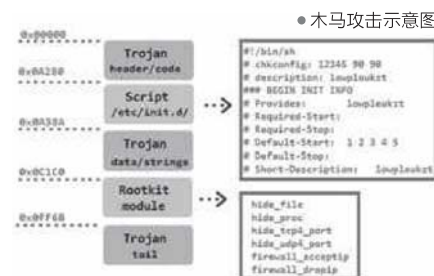 ●木马攻击示意图
0x00000
Trojan
header/code
0x0A280
Script
/etc/init.d/
0x0A38A
Trojan
data/strings
0x0C1C0
Rootkit
module
0x0FF68
Trojan
tail
#!/bin/sh
# chkconfig: 12345 90 90
# description:
### BEGIN INIT INFO
# Provides:
# Required-Start:
# Required-Stop:
# Default-Start: 1 2 3 4 5
# Default-Stop:
# Short-Description:
hide_file
hide_proc
hide_tcp4_port
hide_udp4_port
firewall_acceptip
firewall_dropip